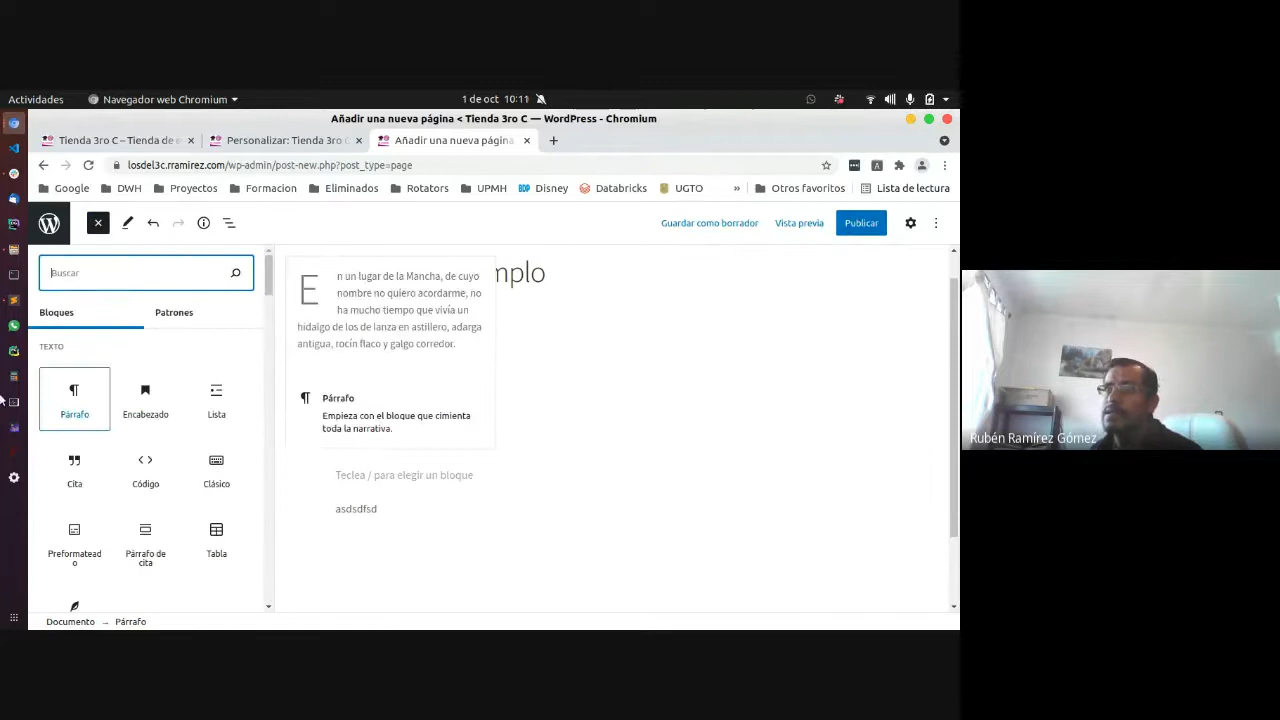 Actividades
Navegador web Chromium
1 de oct 10:11
Añadir una nueva página < Tienda 3ro C — WordPress - Chromium
Tienda 3ro C – Tienda de e
Personalizar: Tienda 3ro C
Añadir una nueva página
losdel3c.rramirez.com/wp-admin/post-new.php?post_type=page
Google
DWH
Proyectos
Formacion
Eliminados
Rotators
UPMH
Disney
Databricks
UGTO
»
Otros favoritos
Lista de lectura
Guardar como borrador
Vista previa
Publicar
Buscar
Bloques
Patrones
TEXTO
Párrafo
Encabezado
Lista
Cita
Código
Clásico
Preformatead
o
Párrafo de
cita
Tabla
mplo
E
n un lugar de la Mancha, de cuyo
nombre no quiero acordarme, no
ha mucho tiempo que vivía un
hidalgo de los de lanza en astillero, adarga
antigua, rocín flaco y galgo corredor.
Párrafo
Empieza con el bloque que cimienta
toda la narrativa.
Teclea / para elegir un bloque
asdsdfsd
Documento → Párrafo
Rubén Ramírez Gómez